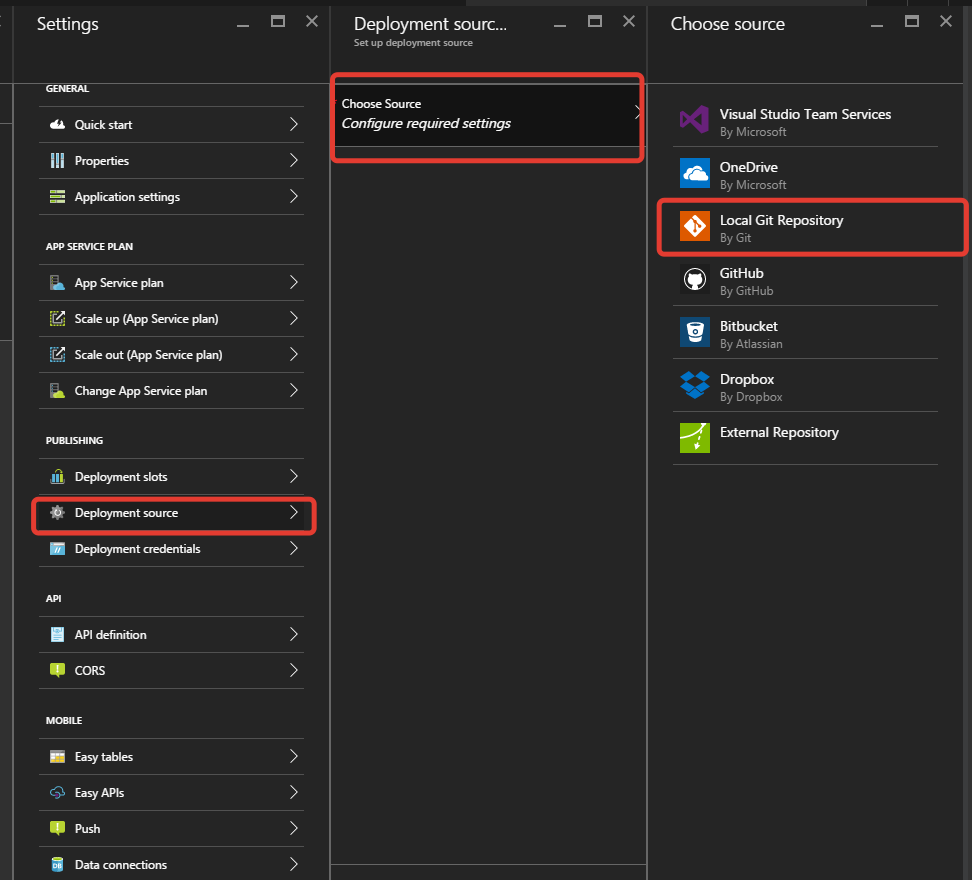 Settings
GENERAL
Quick start
Properties
Application settings
APP SERVICE PLAN
App Service plan
Scale up (App Service plan)
Scale out (App Service plan)
Change App Service plan
PUBLISHING
Deployment slots
Deployment source
Deployment credentials
API
API definition
CORS
MOBILE
Easy tables
Easy APIs
Push
Data connections
Deployment sourc...
Set up deployment source
Choose Source
Configure required settings
Choose source
Visual Studio Team Services
By Microsoft
OneDrive
By Microsoft
Local Git Repository
By Git
GitHub
By GitHub
Bitbucket
By Atlassian
Dropbox
By Dropbox
External Repository